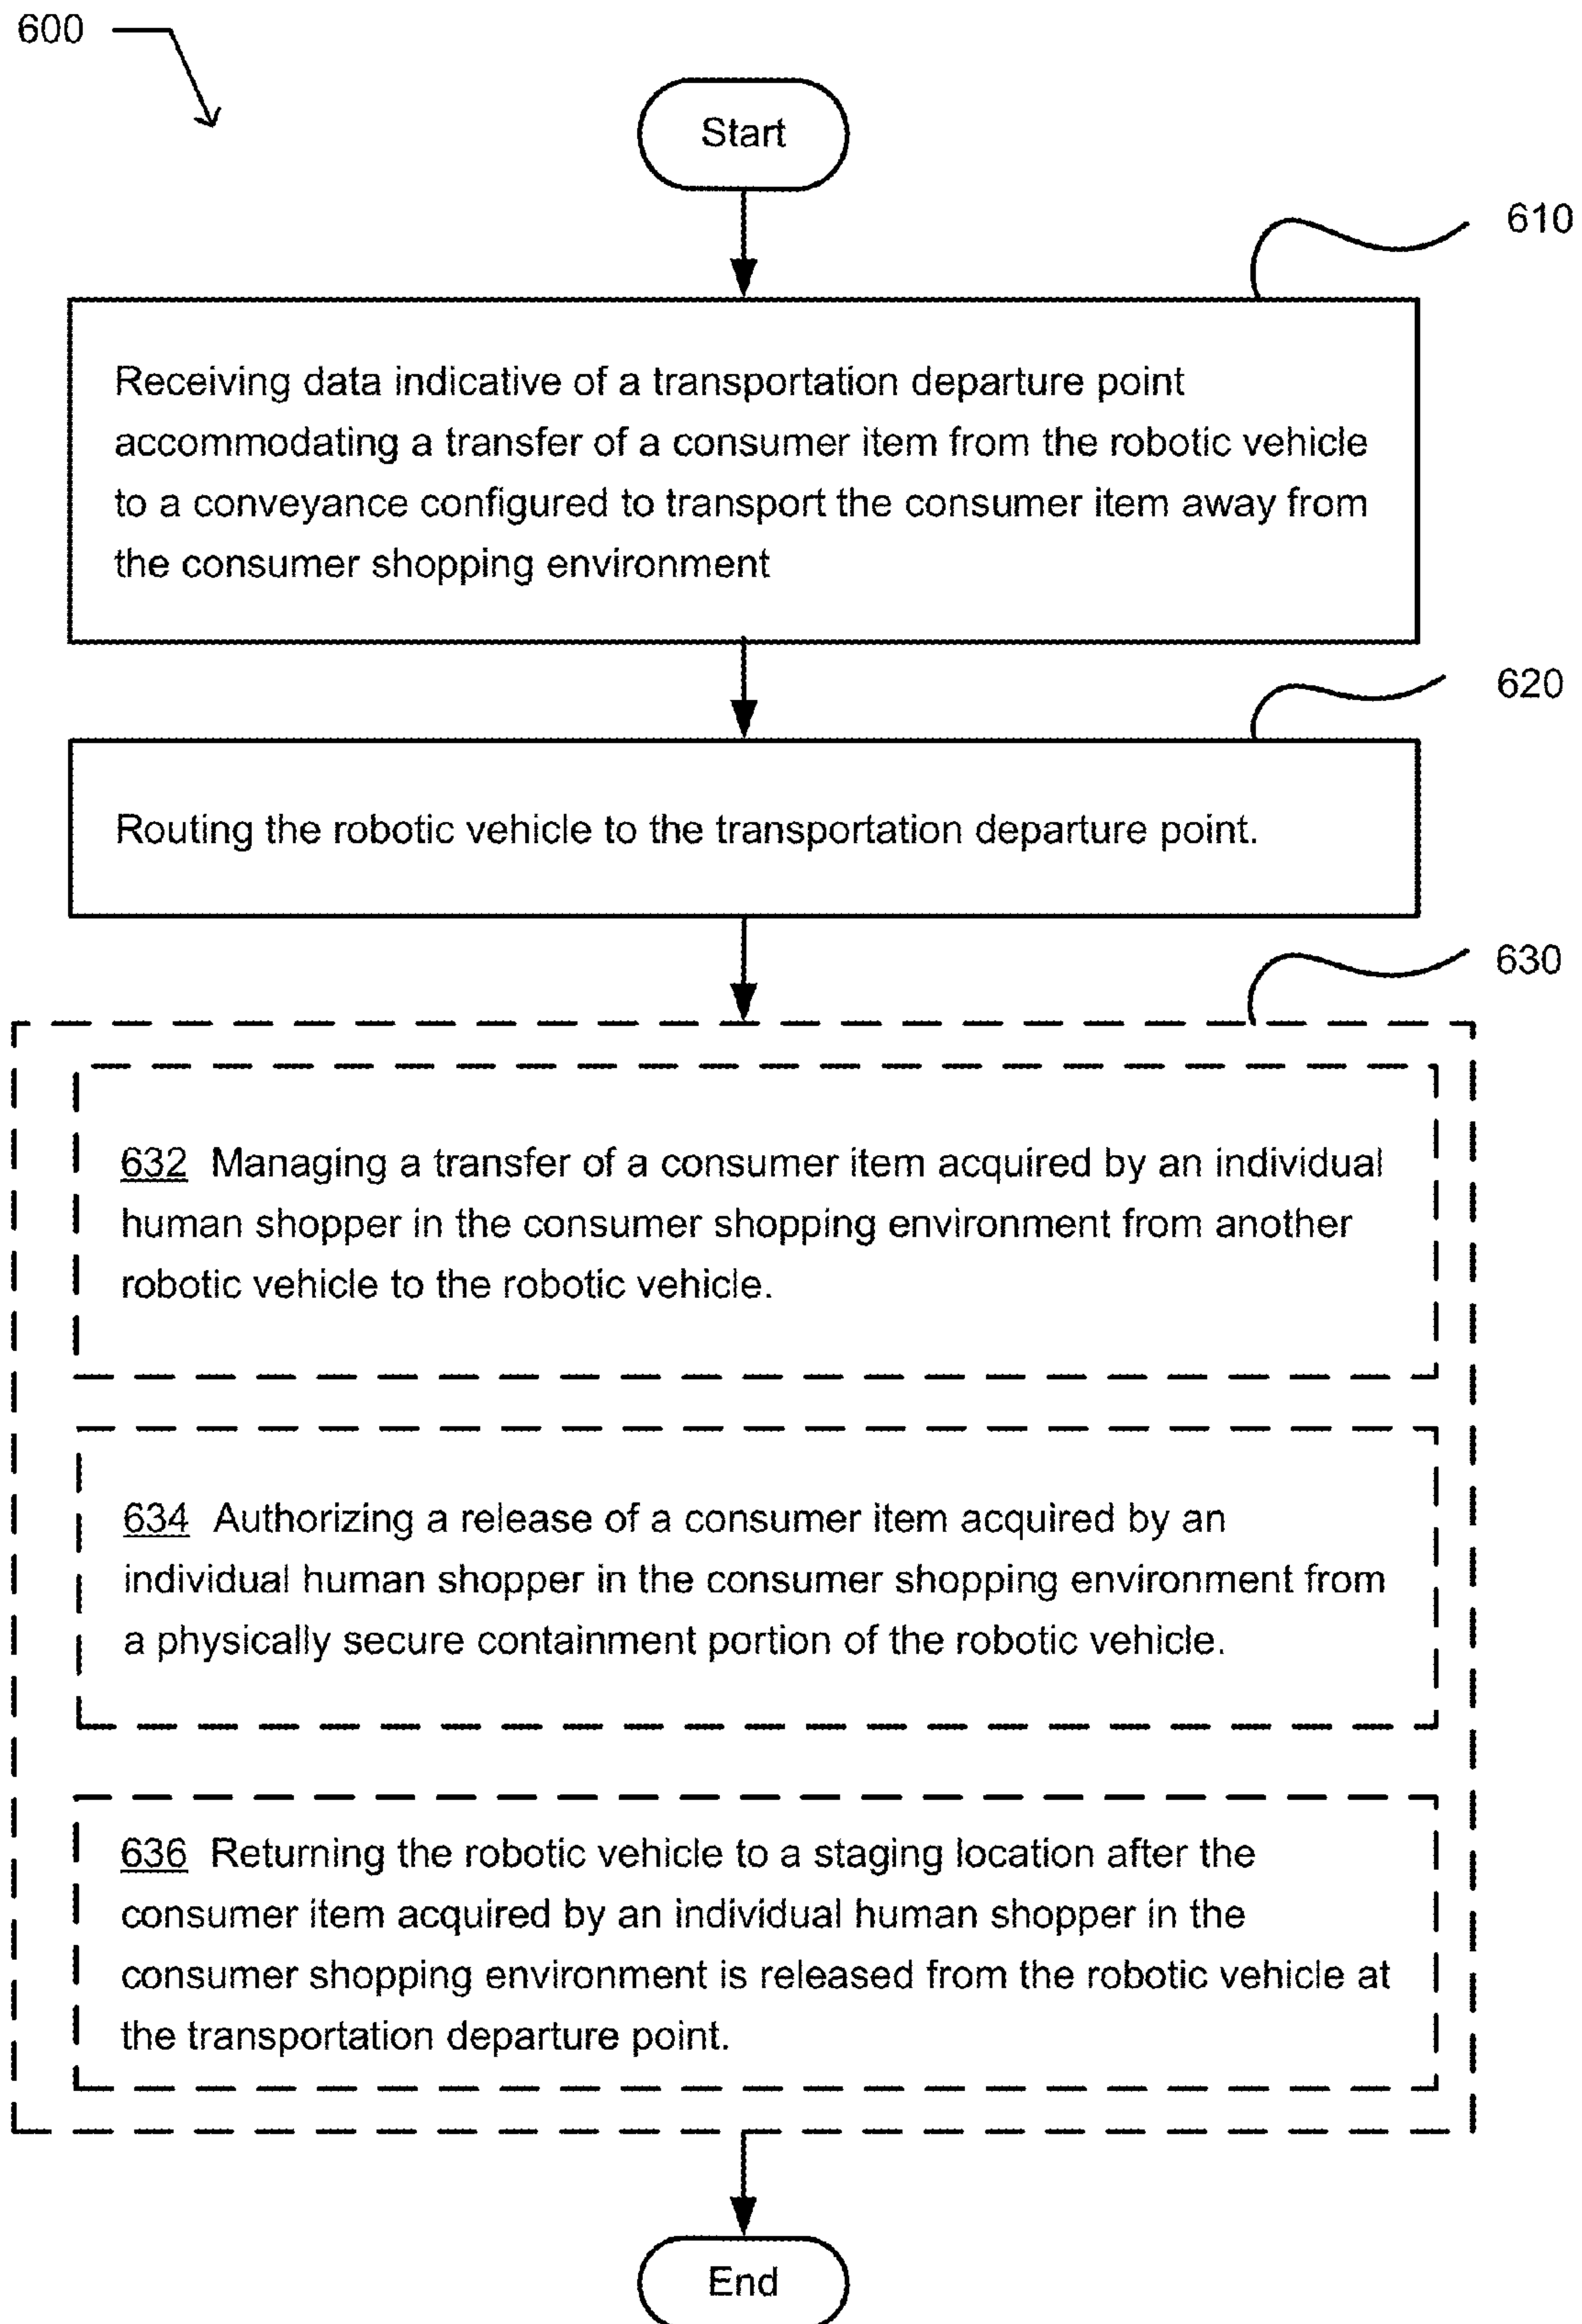 600
Start
610
Receiving data indicative of a transportation departure point
accommodating a transfer of a consumer item from the robotic vehicle
to a conveyance configured to transport the consumer item away from
the consumer shopping environment
620
Routing the robotic vehicle to the transportation departure point.
630
632 Managing a transfer of a consumer item acquired by an individual
human shopper in the consumer shopping environment from another
robotic vehicle to the robotic vehicle.
634 Authorizing a release of a consumer item acquired by an
individual human shopper in the consumer shopping environment from
a physically secure containment portion of the robotic vehicle.
636 Returning the robotic vehicle to a staging location after the
consumer item acquired by an individual human shopper in the
consumer shopping environment is released from the robotic vehicle at
the transportation departure point.
End